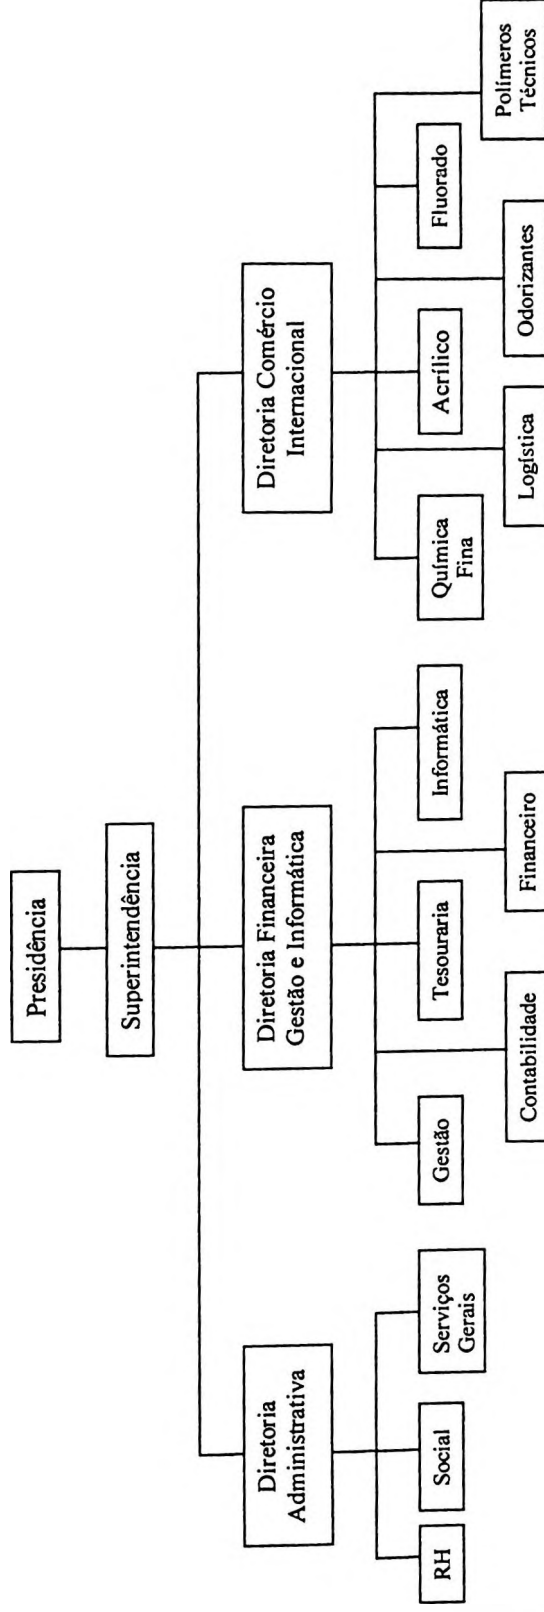 Presidência
Superintendência
Diretoria
Administrativa
Diretoria Financeira
Gestão e Informática
Diretoria Comércio
Internacional
RH
Social
Serviços
Gerais
Gestão
Contabilidade
Tesouraria
Financeiro
Informática
Química
Fina
Logística
Acrílico
Odorizantes
Fluorado
Polímeros
Técnicos